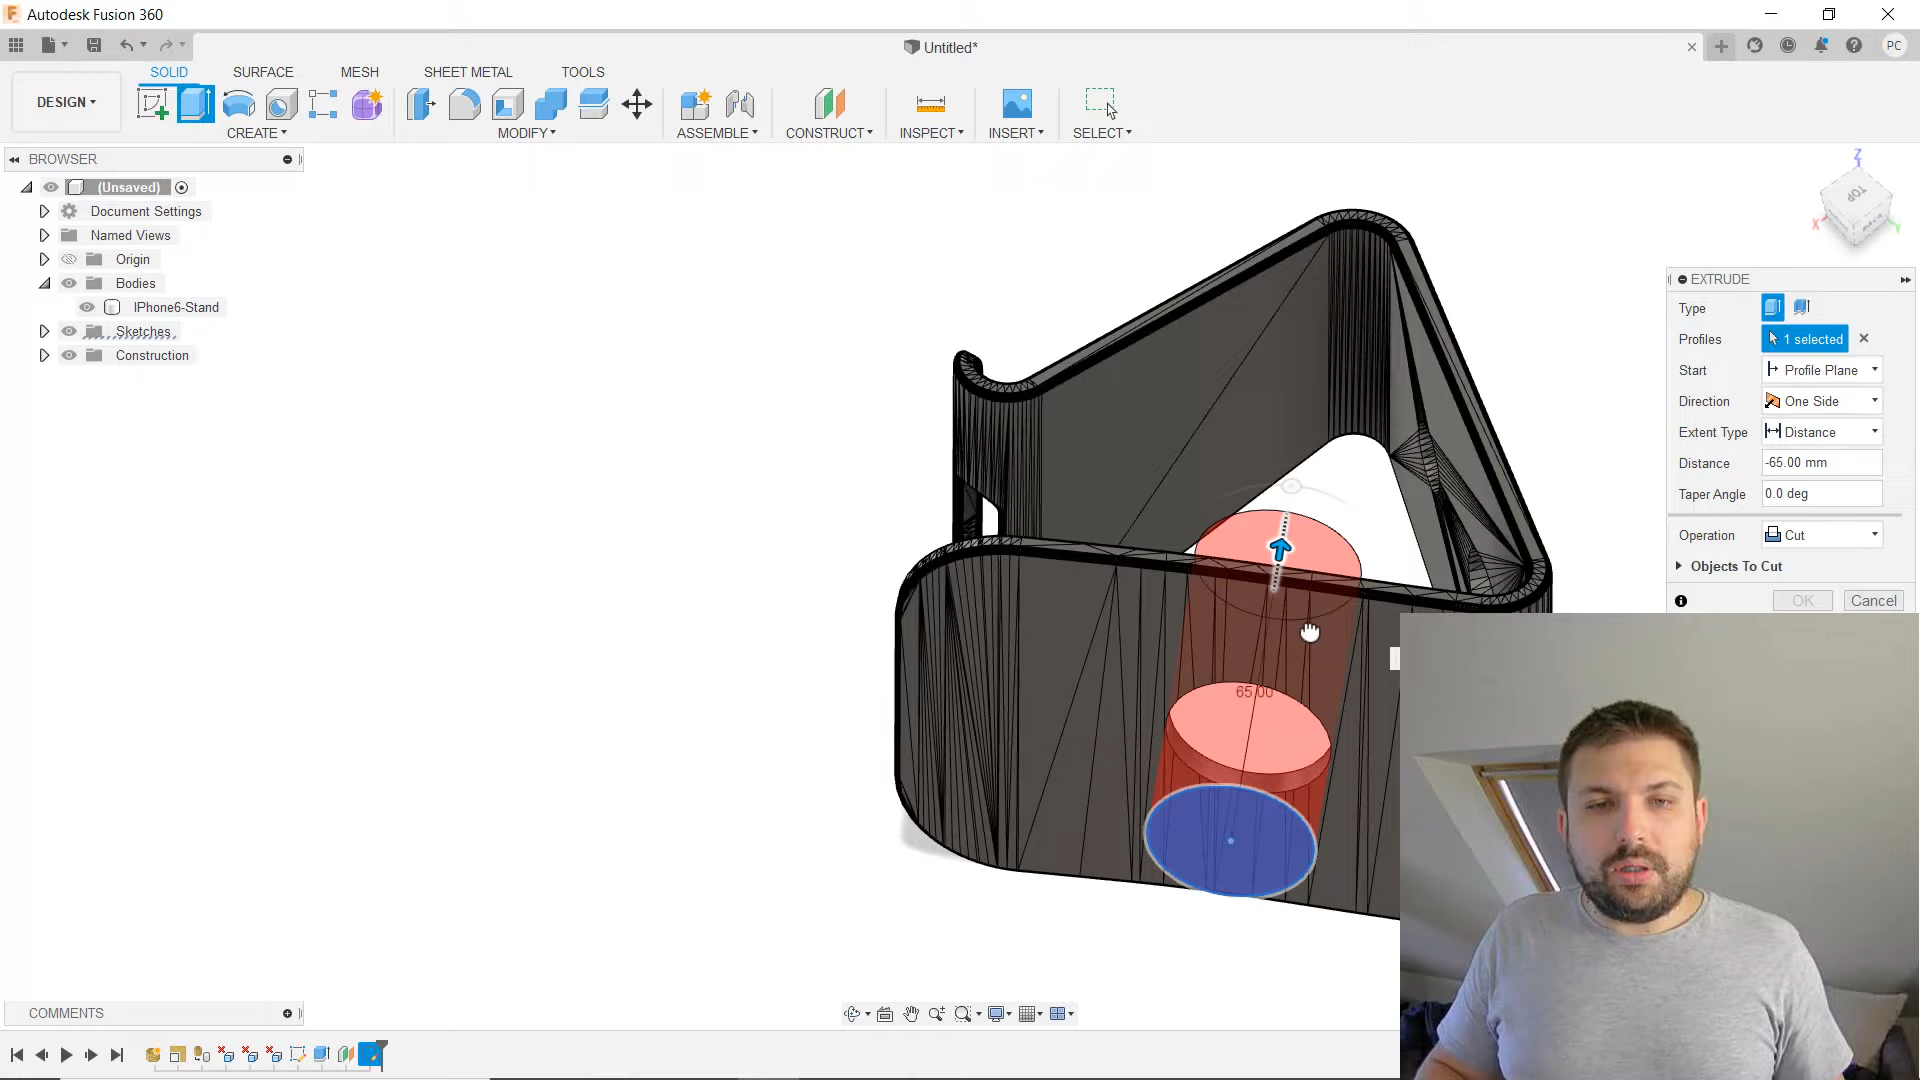 Autodesk Fusion 360
Untitled*
PC
SOLID SURFACE MESH SHEET METAL TOOLS
DESIGN
CREATE MODIFY ASSEMBLE CONSTRUCT INSPECT INSERT SELECT
BROWSER
(Unsaved)
Document Settings
Named Views
Origin
Bodies
IPhone6-Stand
Sketches
Construction
Z
TOP
X
Y
EXTRUDE
Type
Profiles 1 selected
Start Profile Plane
Direction One Side
Extent Type Distance
Distance -65.00 mm
Taper Angle 0.0 deg
Operation Cut
Objects To Cut
OK Cancel
65.00
COMMENTS